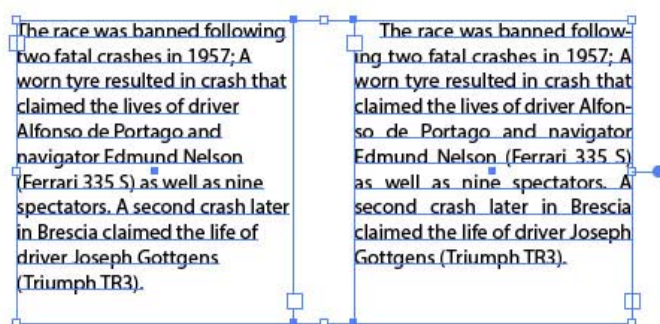 The race was banned following
two fatal crashes in 1957; A
worn tyre resulted in crash that
claimed the lives of driver
Alfonso de Portago and
navigator Edmund Nelson
(Ferrari 335 S) as well as nine
spectators. A second crash later
in Brescia claimed the life of
driver Joseph Gottgens
(Triumph TR3).
The race was banned follow-
ing two fatal crashes in 1957; A
worn tyre resulted in crash that
claimed the lives of driver Alfon-
so de Portago and navigator
Edmund Nelson (Ferrari 335 S)
as well as nine spectators. A
second crash later in Brescia
claimed the life of driver Joseph
Gottgens (Triumph TR3).